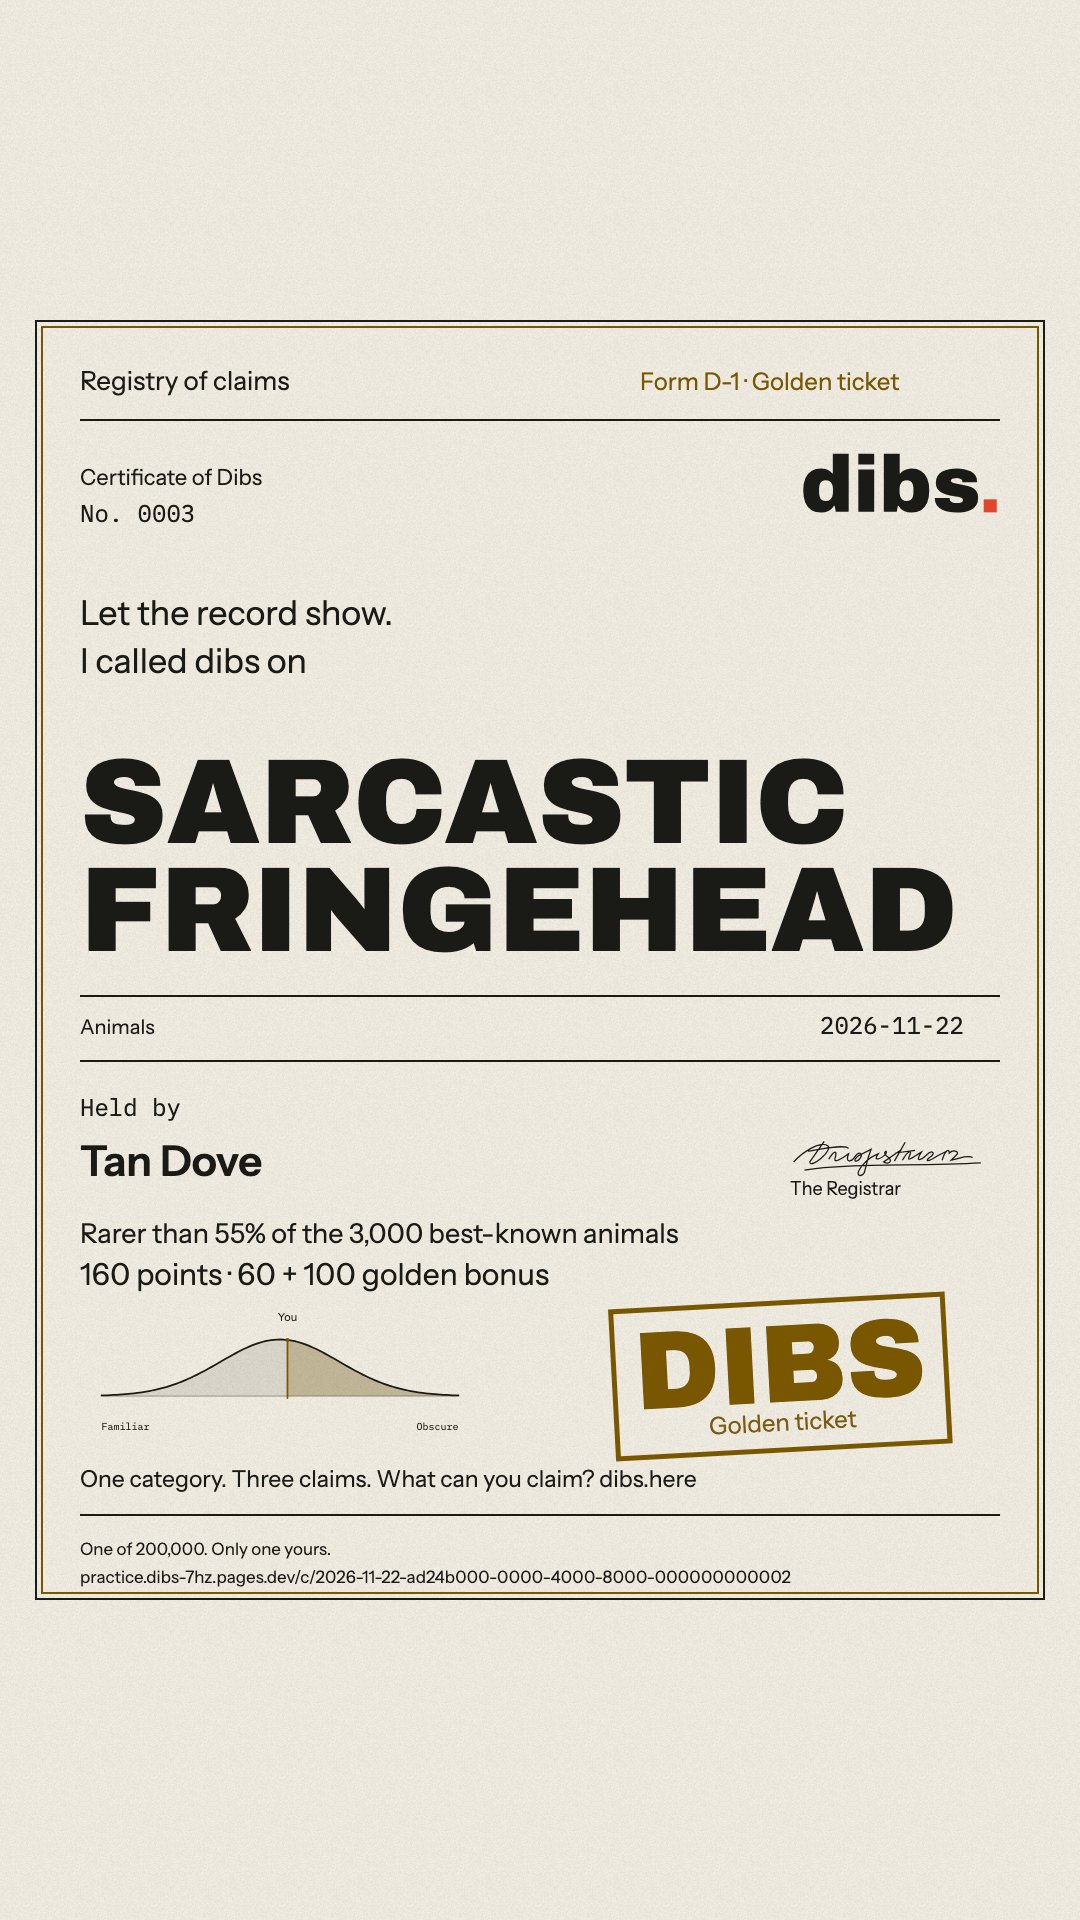 Registry of claims
Form D-1 · Golden ticket
Certificate of Dibs
No. 0003
dibs.
Let the record show.
I called dibs on
SARCASTIC
FRINGEHEAD
Animals
2026-11-22
Held by
Tan Dove
The Registrar
Rarer than 55% of the 3,000 best-known animals
160 points · 60 + 100 golden bonus
You
Familiar
Obscure
DIBS
Golden ticket
One category. Three claims. What can you claim? dibs.here
One of 200,000. Only one yours.
practice.dibs-7hz.pages.dev/c/2026-11-22-ad24b000-0000-4000-8000-000000000002